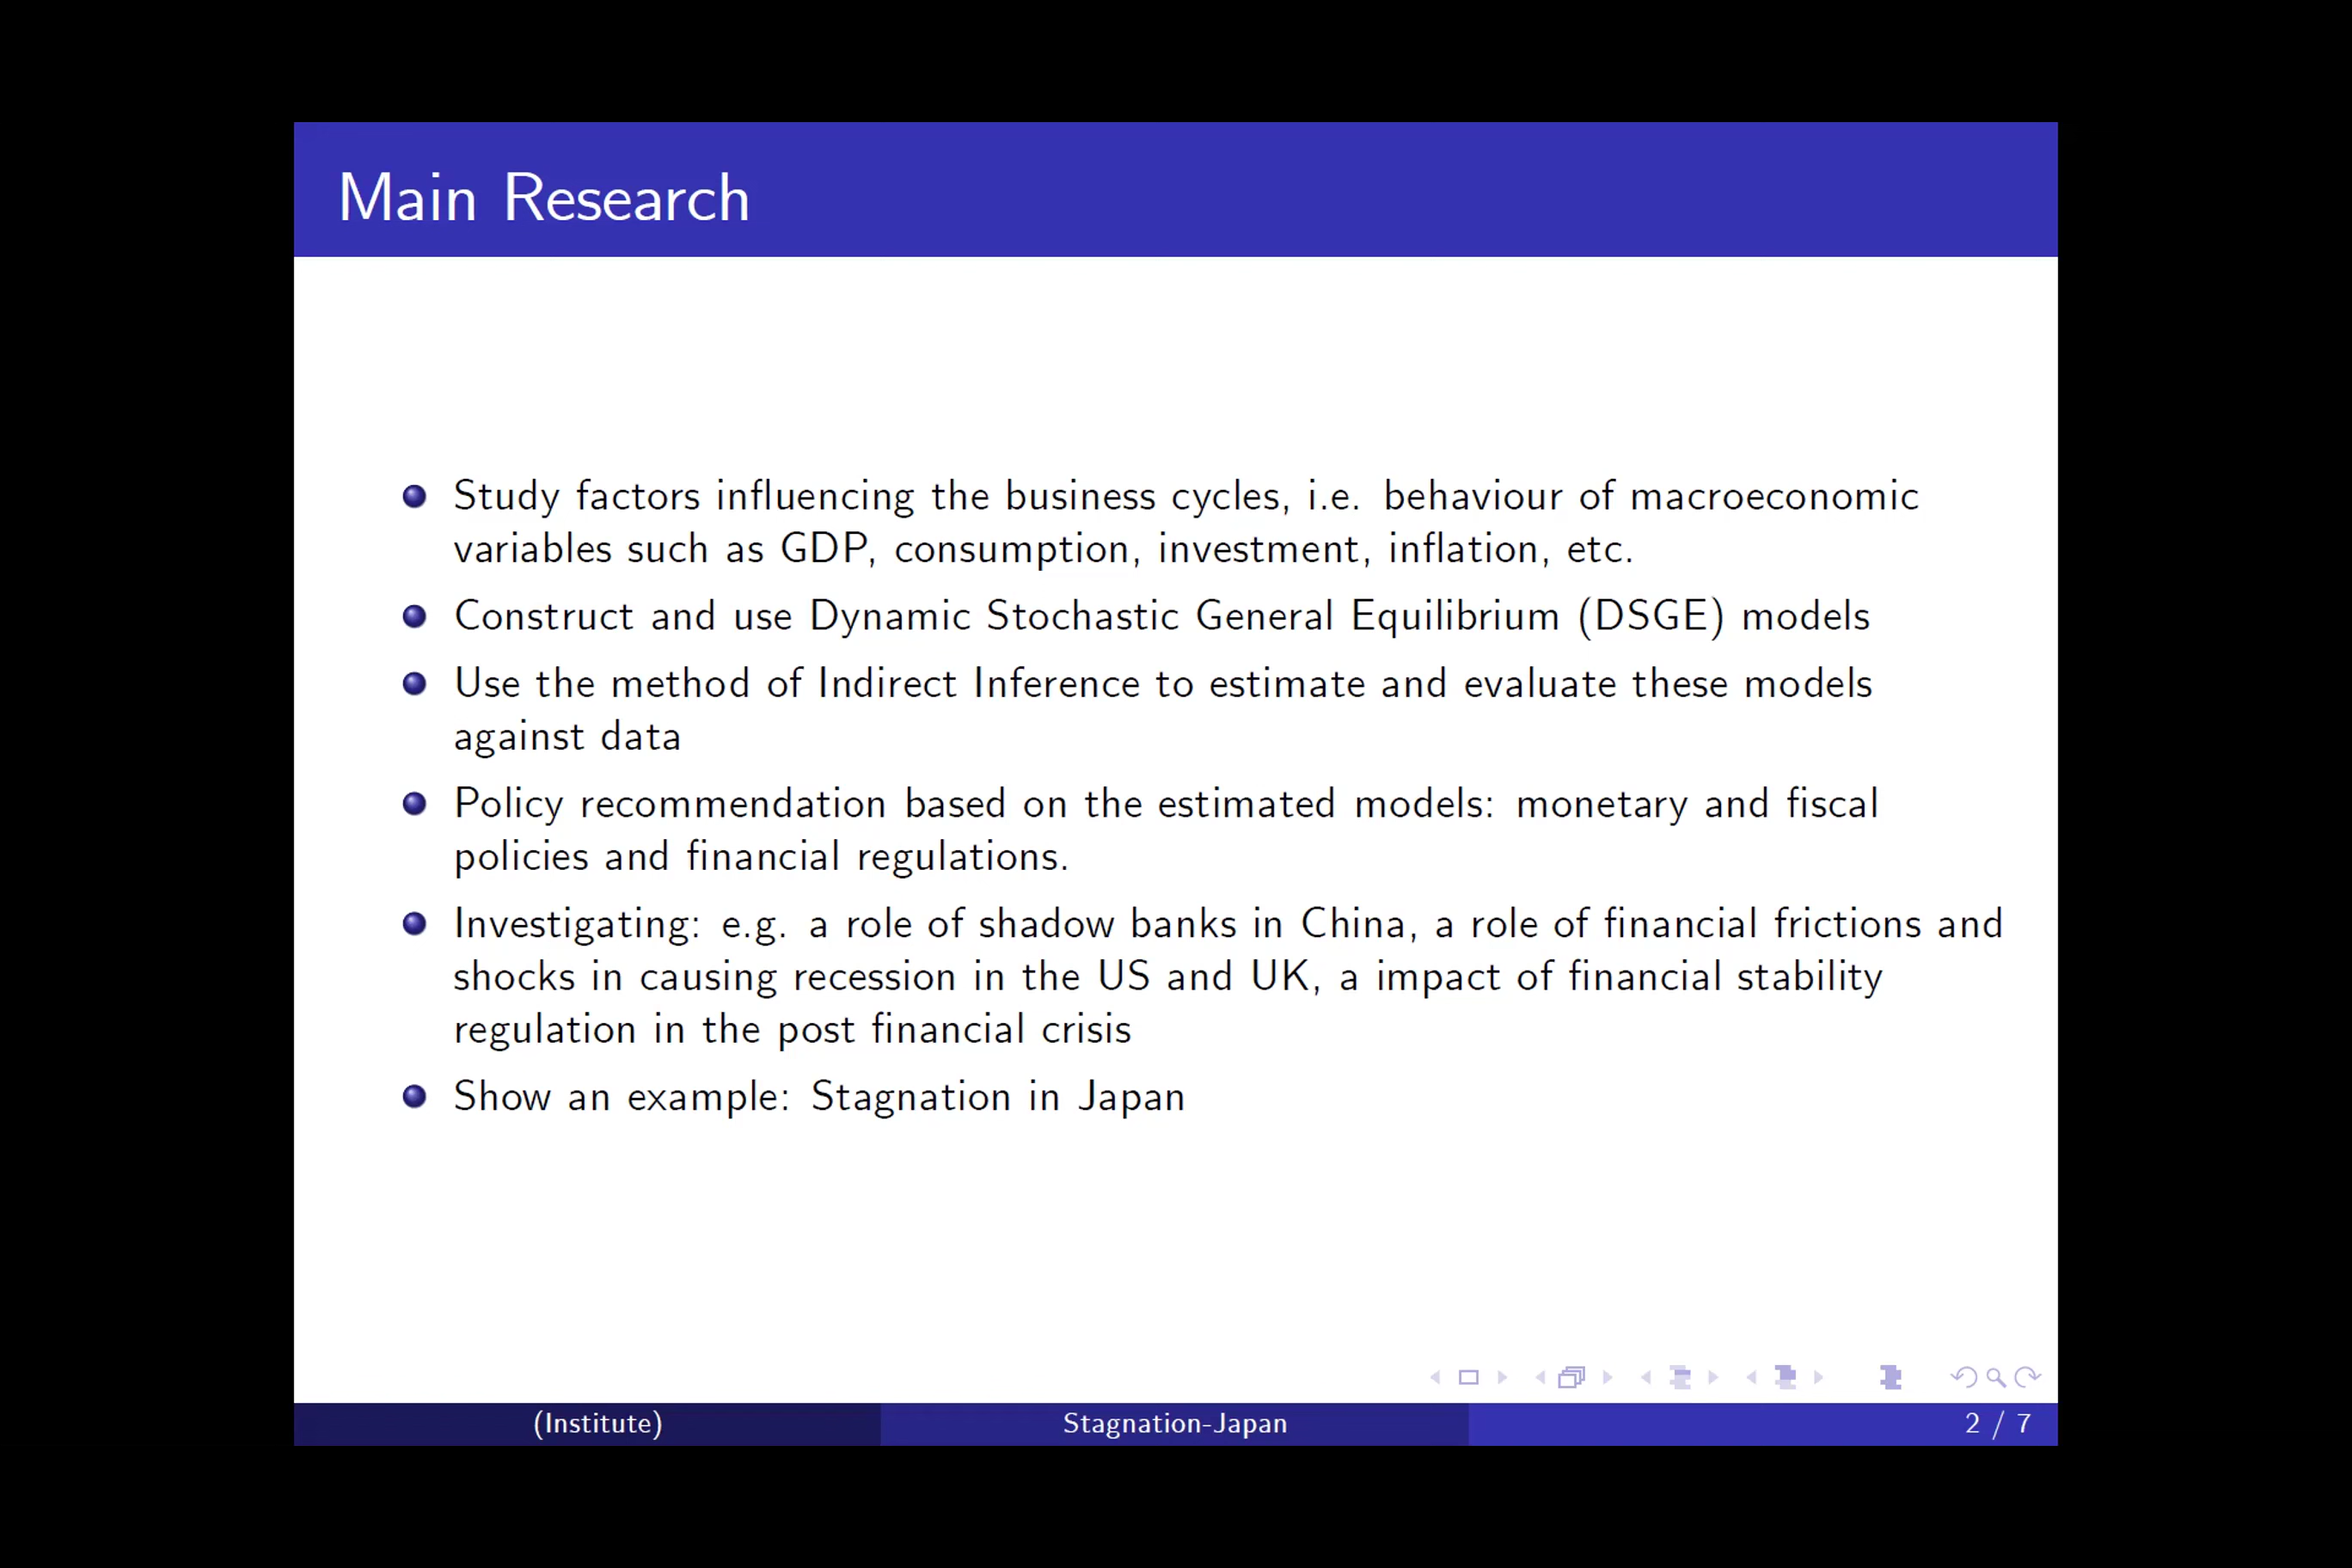 Main Research
Study factors influencing the business cycles, i.e. behaviour of macroeconomic
variables such as GDP, consumption, investment, inflation, etc.
Construct and use Dynamic Stochastic General Equilibrium (DSGE) models
Use the method of Indirect Inference to estimate and evaluate these models
against data
Policy recommendation based on the estimated models: monetary and fiscal
policies and financial regulations.
Investigating: e.g. a role of shadow banks in China, a role of financial frictions and
shocks in causing recession in the US and UK, a impact of financial stability
regulation in the post financial crisis
Show an example: Stagnation in Japan
(Institute) Stagnation-Japan 2 / 7